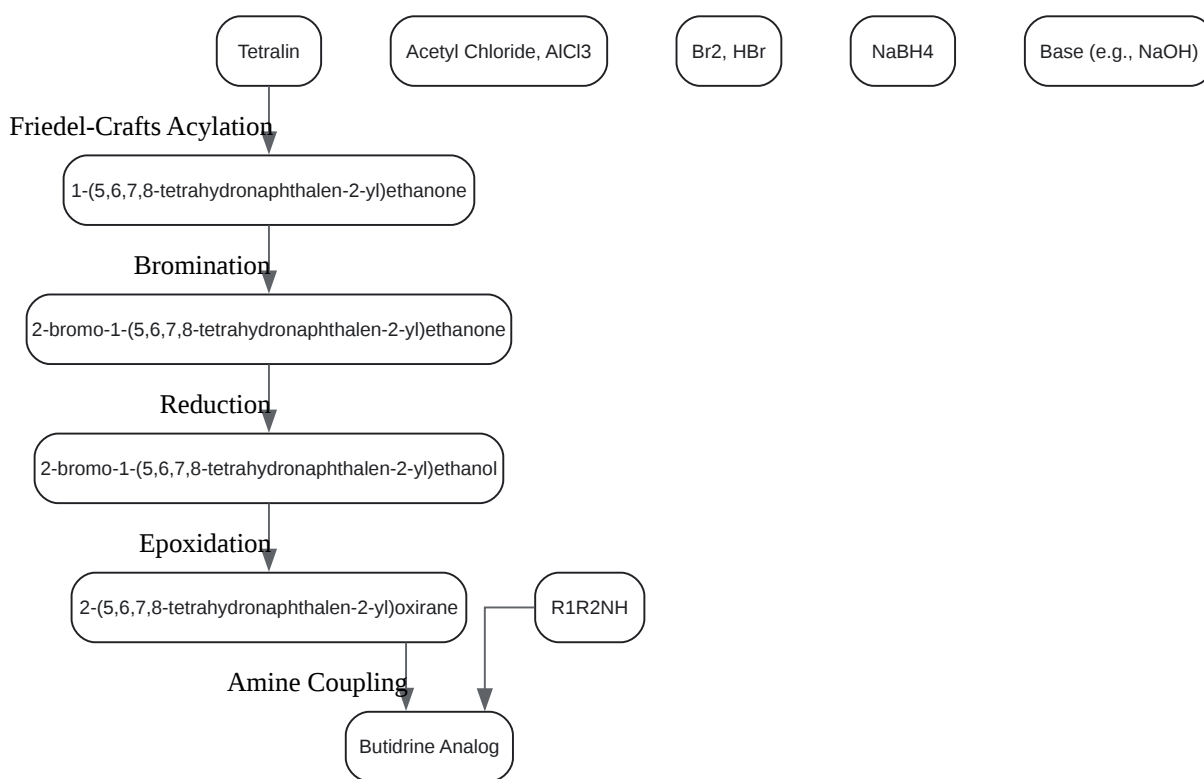 Tetralin
Acetyl Chloride, AlCl3
Br2, HBr
NaBH4
Base (e.g., NaOH)
Friedel-Crafts Acylation
1-(5,6,7,8-tetrahydronaphthalen-2-yl)ethanone
Bromination
2-bromo-1-(5,6,7,8-tetrahydronaphthalen-2-yl)ethanone
Reduction
2-bromo-1-(5,6,7,8-tetrahydronaphthalen-2-yl)ethanol
Epoxidation
2-(5,6,7,8-tetrahydronaphthalen-2-yl)oxirane
R1R2NH
Amine Coupling
Butidrine Analog